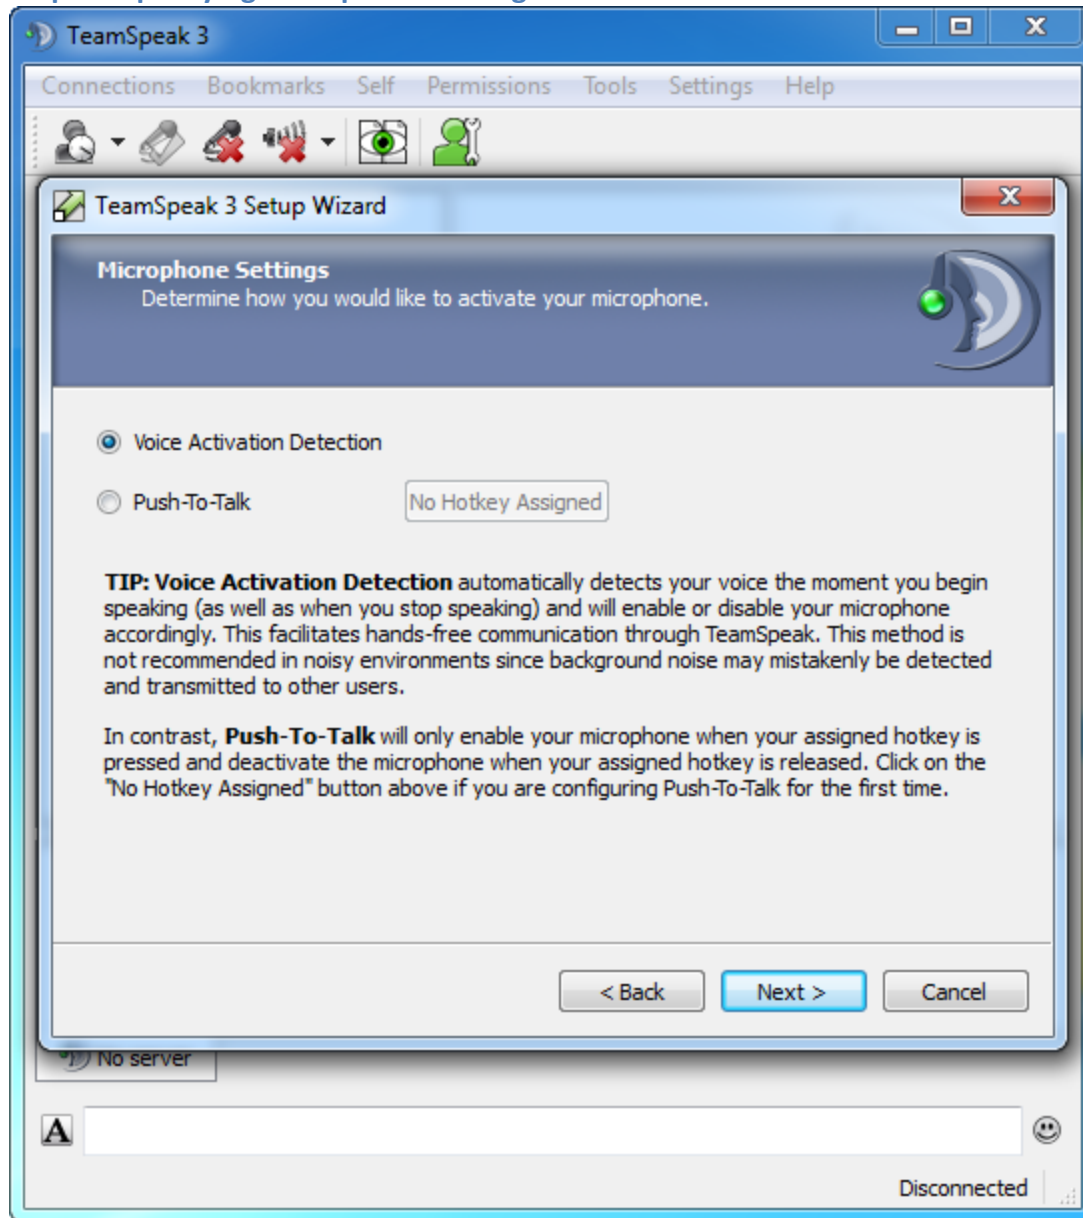 TeamSpeak 3
Connections Bookmarks Self Permissions Tools Settings Help
TeamSpeak 3 Setup Wizard
Microphone Settings
Determine how you would like to activate your microphone.
Voice Activation Detection
Push-To-Talk No Hotkey Assigned
TIP: Voice Activation Detection automatically detects your voice the moment you begin
speaking (as well as when you stop speaking) and will enable or disable your microphone
accordingly. This facilitates hands-free communication through TeamSpeak. This method is
not recommended in noisy environments since background noise may mistakenly be detected
and transmitted to other users.
In contrast, Push-To-Talk will only enable your microphone when your assigned hotkey is
pressed and deactivate the microphone when your assigned hotkey is released. Click on the
"No Hotkey Assigned" button above if you are configuring Push-To-Talk for the first time.
< Back Next > Cancel
No server
A
Disconnected